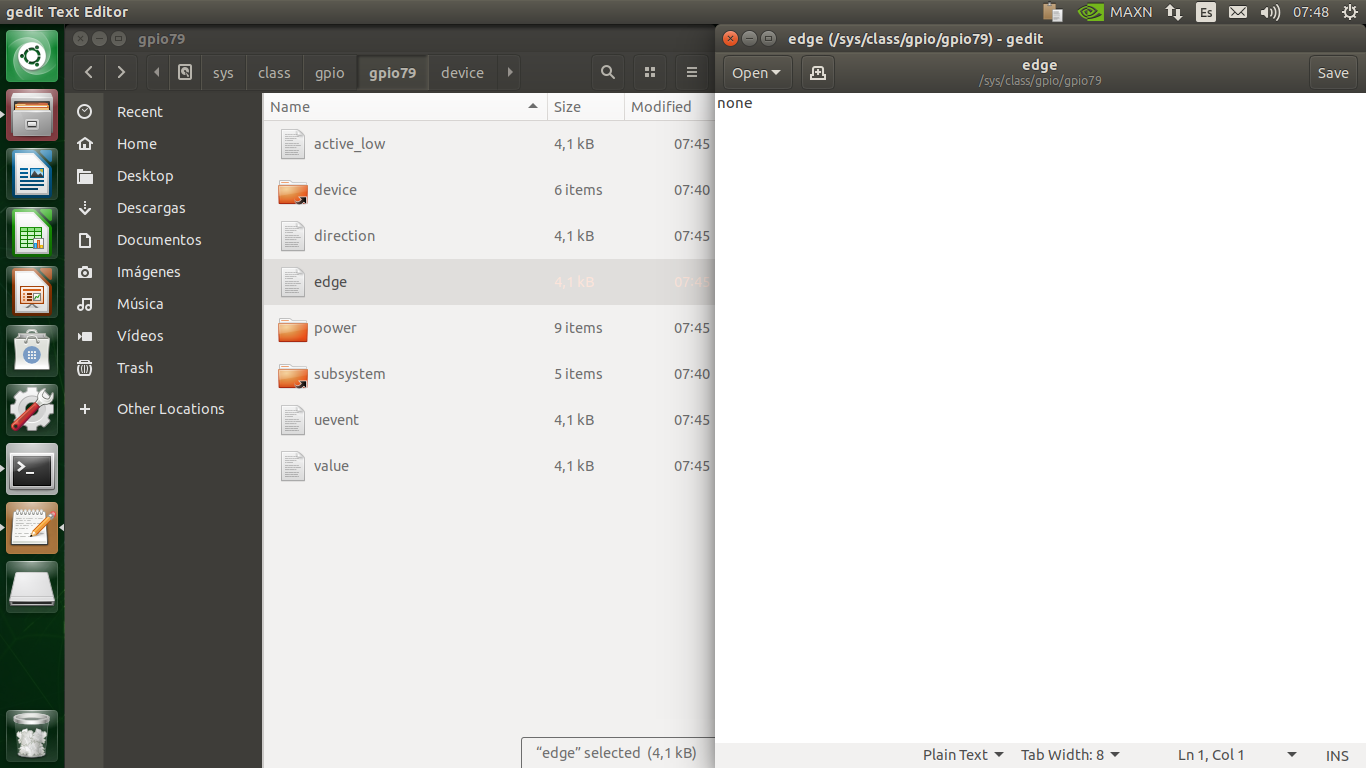 gedit Text Editor
MAXN
Es
07:48
gpio79
sys
class
gpio
gpio79
device
Recent
Home
Desktop
Descargas
Documentos
Imágenes
Música
Vídeos
Trash
Other Locations
Name Size Modified
active_low 4,1 kB 07:45
device 6 items 07:40
direction 4,1 kB 07:45
edge 4,1 kB 07:45
power 9 items 07:45
subsystem 5 items 07:40
uevent 4,1 kB 07:45
value 4,1 kB 07:45
“edge” selected (4,1 kB)
edge (/sys/class/gpio/gpio79) - gedit
Open
edge
/sys/class/gpio/gpio79
Save
none
Plain Text
Tab Width: 8
Ln 1, Col 1
INS